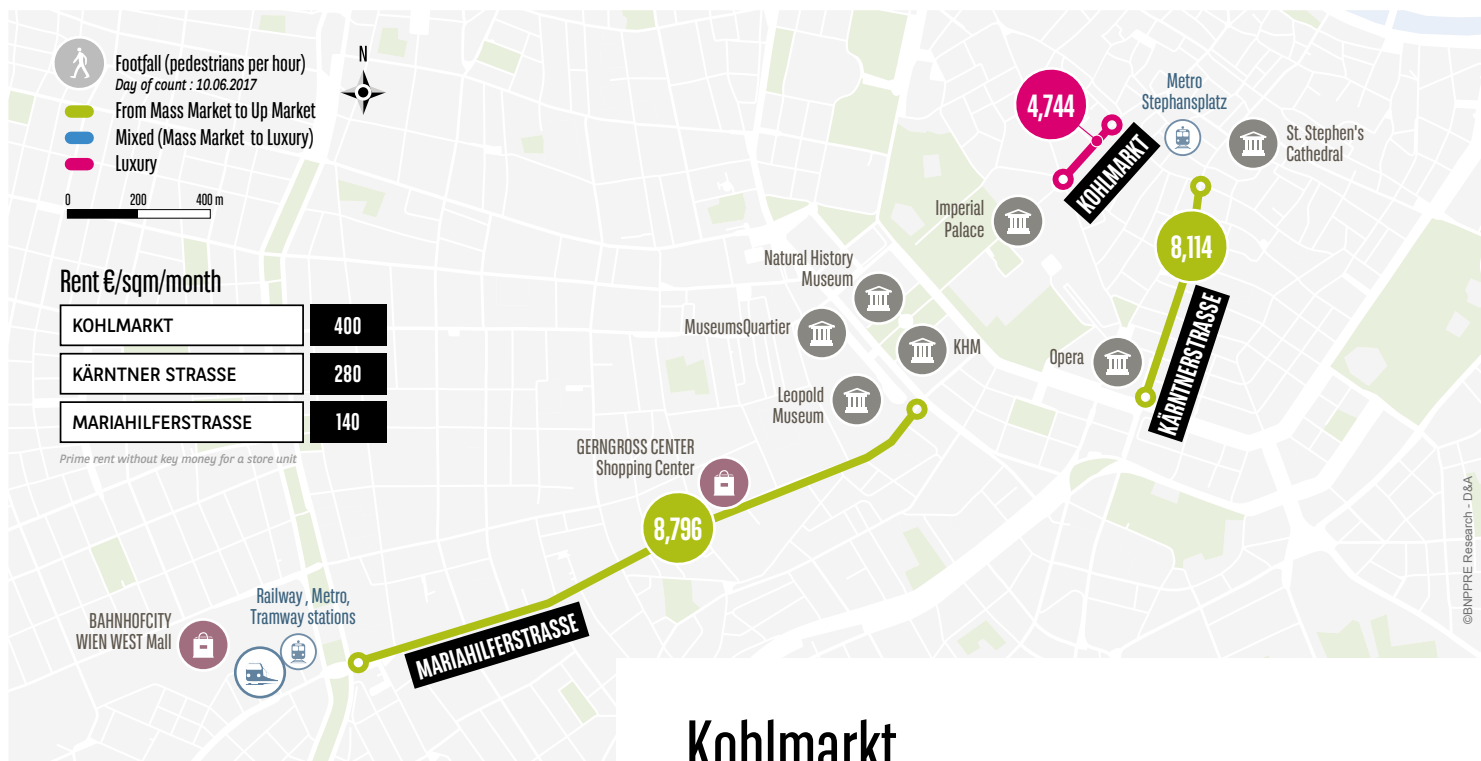 Footfall (pedestrians per hour)
Day of count : 10.06.2017
From Mass Market to Up Market
Mixed (Mass Market to Luxury)
Luxury
N
0 200 400 m
Rent €/sqm/month
KOHLMARKT 400
KÄRNTNER STRASSE 280
MARIAHILFERSTRASSE 140
Prime rent without key money for a store unit
4,744
KOHLMARKT
Metro
Stephansplatz
St. Stephen's
Cathedral
Imperial
Palace
8,114
KÄRNTNERSTRASSE
Natural History
Museum
MuseumsQuartier
KHM
Opera
Leopold
Museum
GERNGROSS CENTER
Shopping Center
8,796
MARIAHILFERSTRASSE
Railway , Metro,
Tramway stations
BAHNHOFCITY
WIEN WEST Mall
©BNPPRE Research - D&A
Kohlmarkt